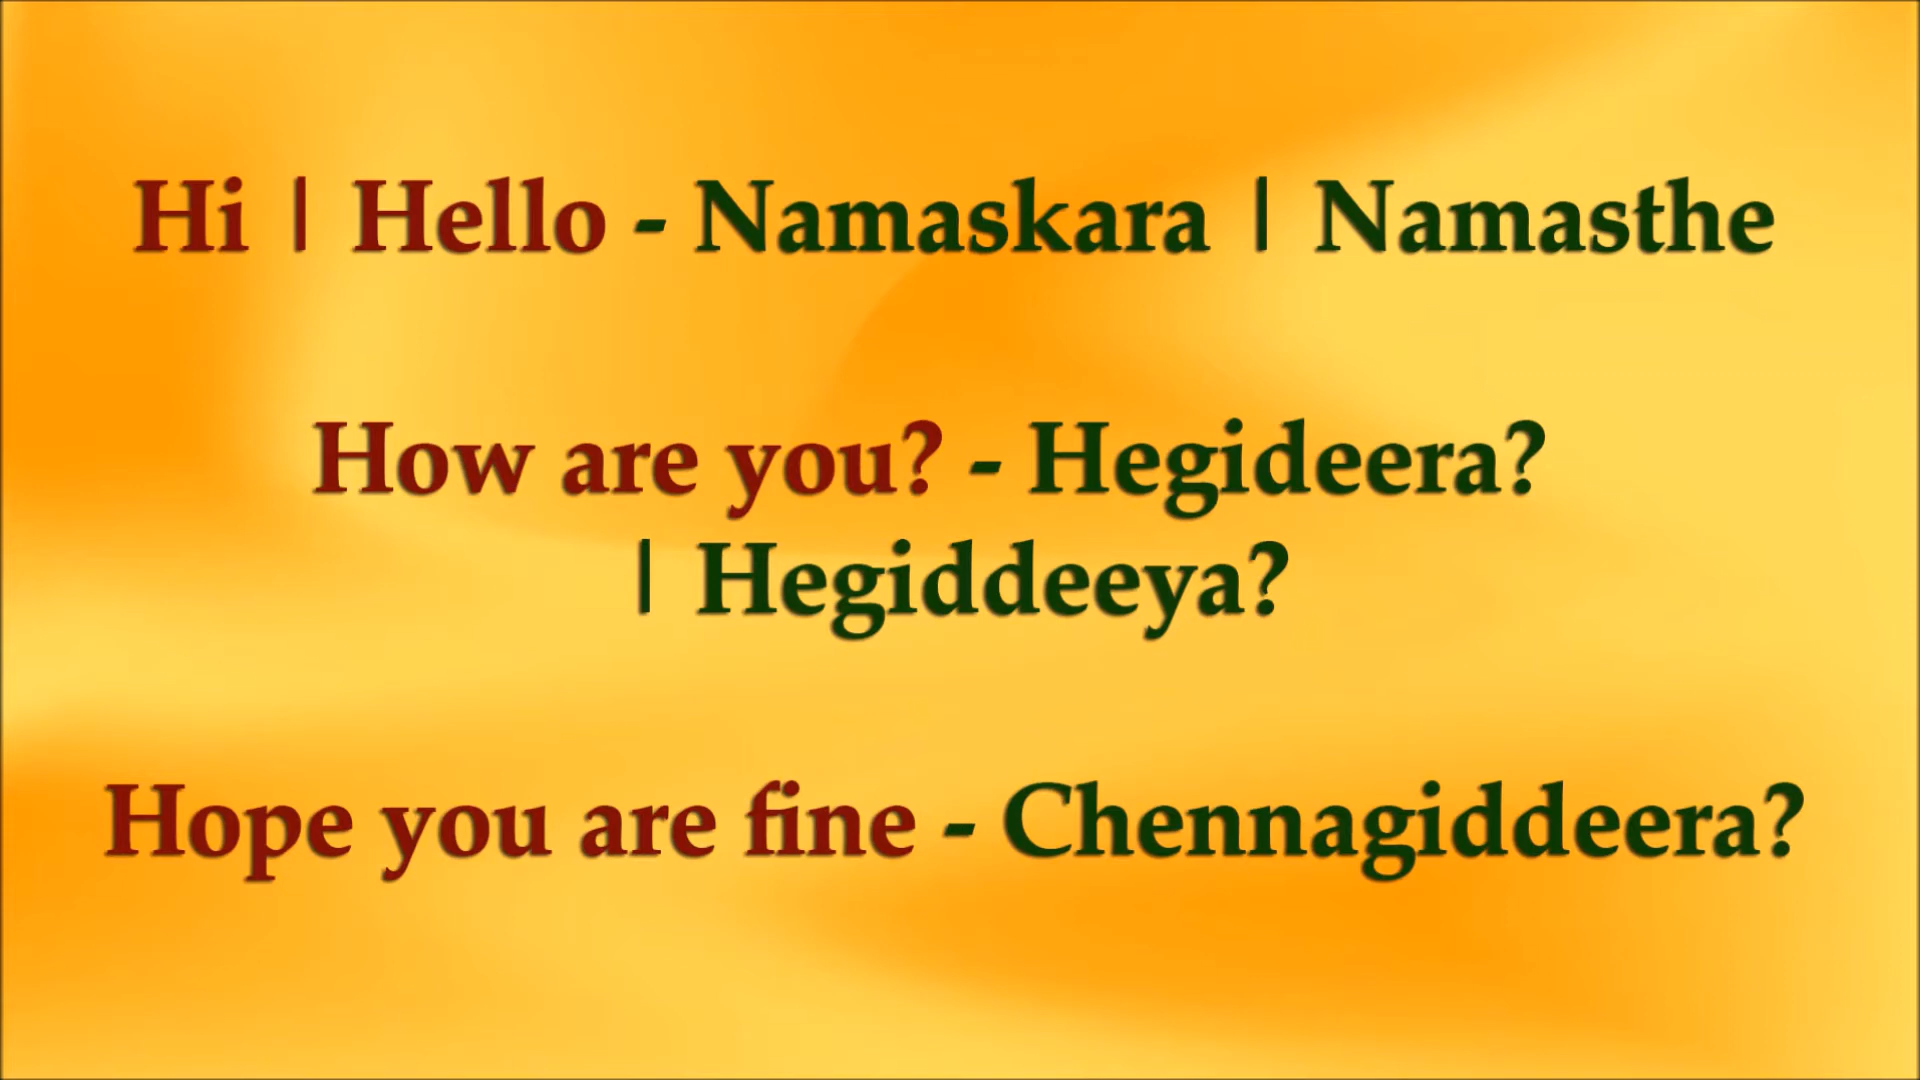 Hi | Hello - Namaskara | Namasthe
How are you? - Hegideera?
| Hegiddeeya?
Hope you are fine - Chennagiddeera?